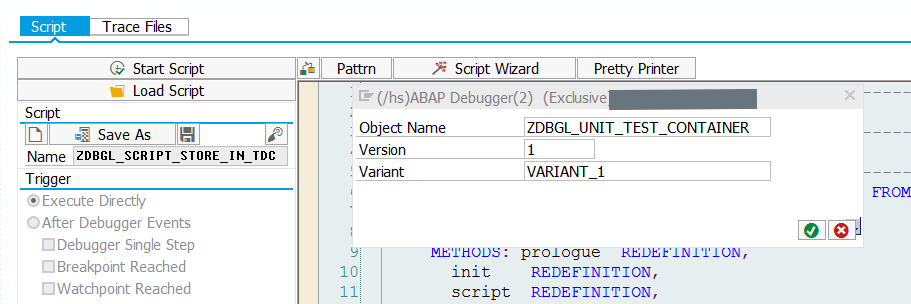 Script Trace Files
Start Script Pattrn Script Wizard Pretty Printer
Load Script
(/hs)ABAP Debugger(2) (Exclusive)
Script
Object Name ZDBGL_UNIT_TEST_CONTAINER
Save As
Version 1
Name ZDBGL_SCRIPT_STORE_IN_TDC
Variant VARIANT_1
Trigger
Execute Directly
FROM
After Debugger Events
Debugger Single Step
9 METHODS: prologue REDEFINITION,
Breakpoint Reached
10 init REDEFINITION,
Watchpoint Reached
11 script REDEFINITION,